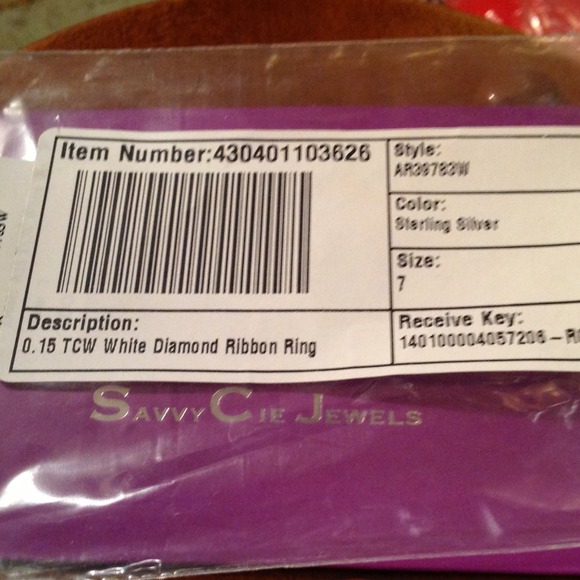 Item Number:430401103626
Style:
AR39783W
Color:
Sterling Silver
Size:
7
Description:
0.15 TCW White Diamond Ribbon Ring
Receive Key:
140100004057206-R
SAVVY CIE JEWELS